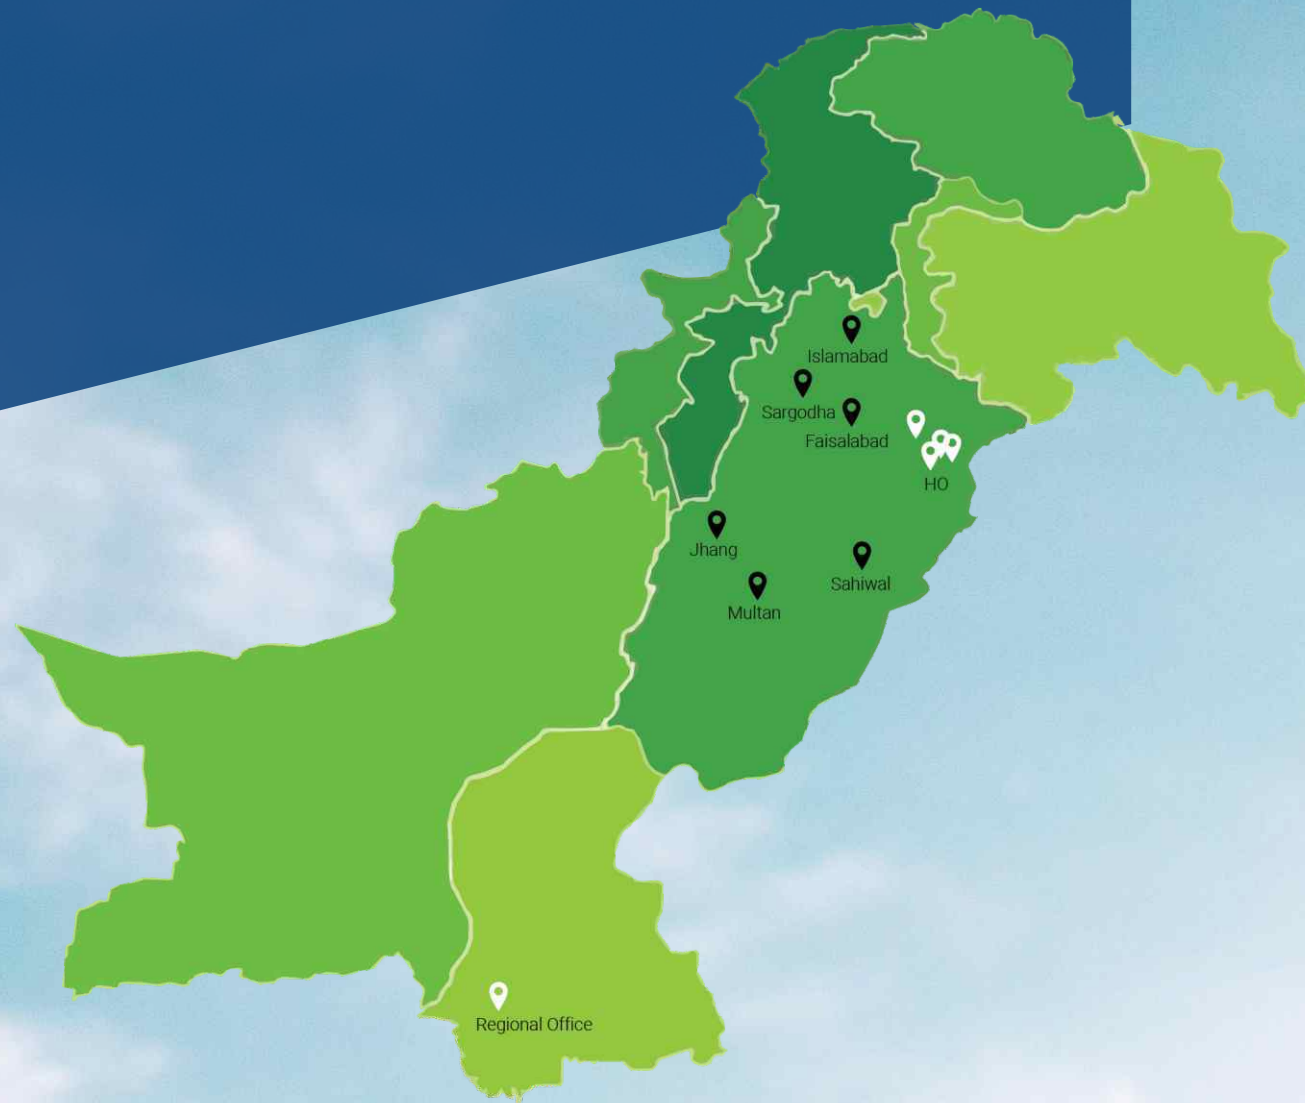 Islamabad
Sargodha
Faisalabad
HO
Jhang
Sahiwal
Multan
Regional Office